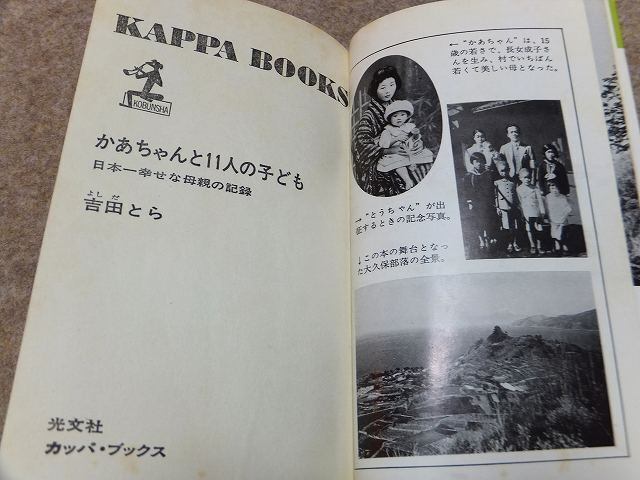 KAPPA BOOKS
KOBUNSHA
かあちゃんと11人の子ども
日本一幸せな母親の記録
よしだ
吉田とら
光文社
カッパ・ブックス
←“かあちゃん”は、15
歳の若さで、長女成子さ
んを生み、村でいちばん
若くて美しい母となった。
→“とうちゃん”が出
征するときの記念写真。
↓この本の舞台となっ
た大久保部落の全景。